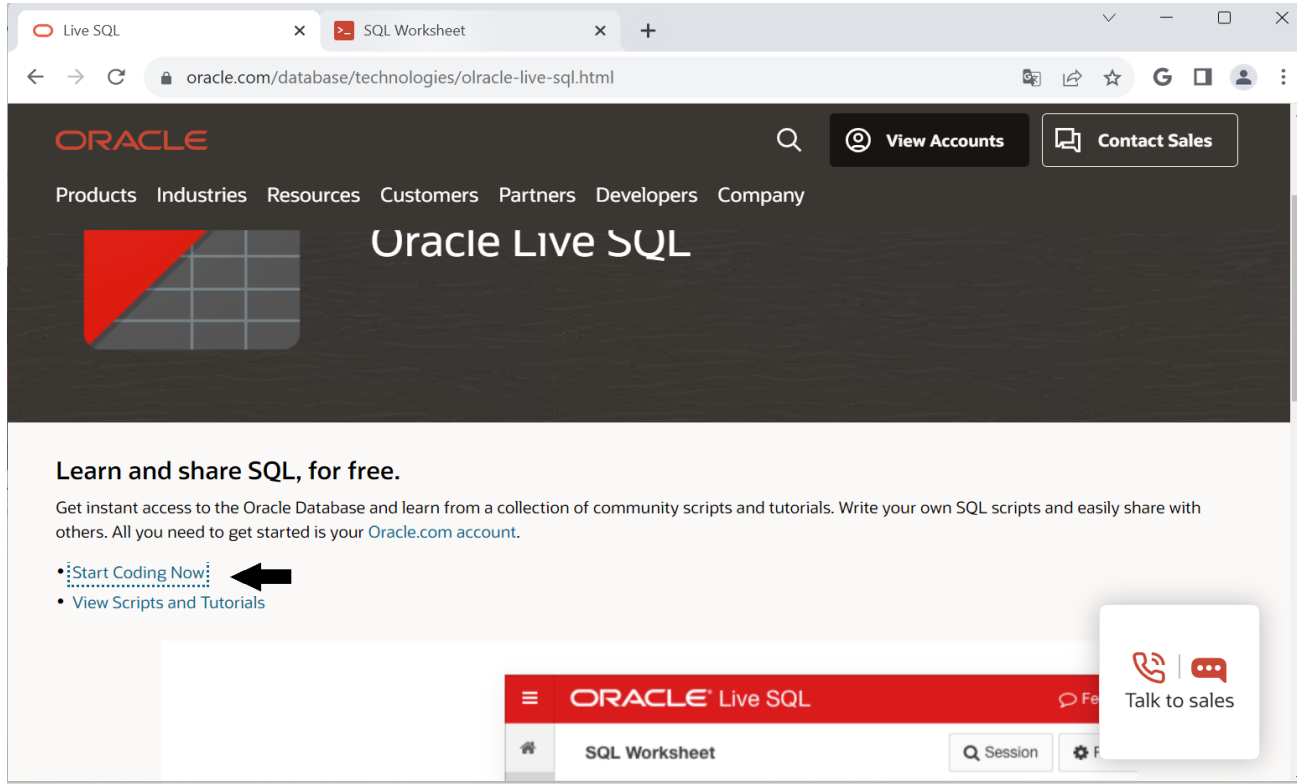 Live SQL
SQL Worksheet
oracle.com/database/technologies/olracle-live-sql.html
ORACLE
View Accounts
Contact Sales
Products Industries Resources Customers Partners Developers Company
Oracle Live SQL
Learn and share SQL, for free.
Get instant access to the Oracle Database and learn from a collection of community scripts and tutorials. Write your own SQL scripts and easily share with
others. All you need to get started is your Oracle.com account.
• Start Coding Now
• View Scripts and Tutorials
Talk to sales
ORACLE Live SQL
Fe
SQL Worksheet
Session
F